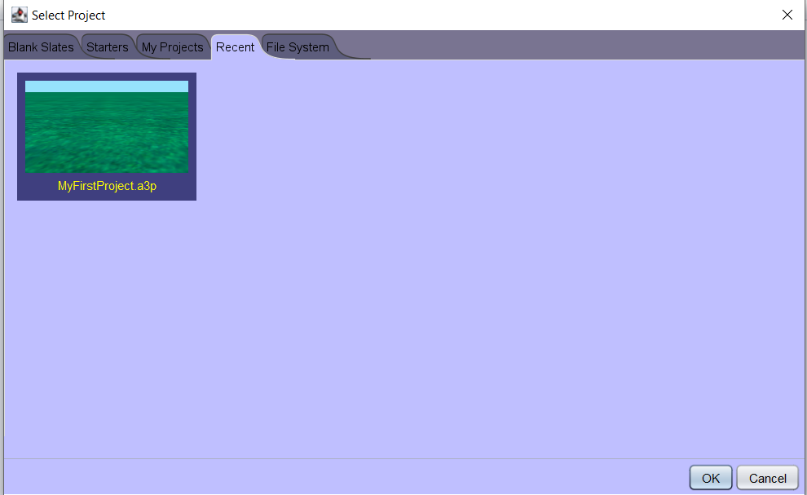 Select Project
Blank Slates Starters My Projects Recent File System
MyFirstProject.a3p
OK Cancel